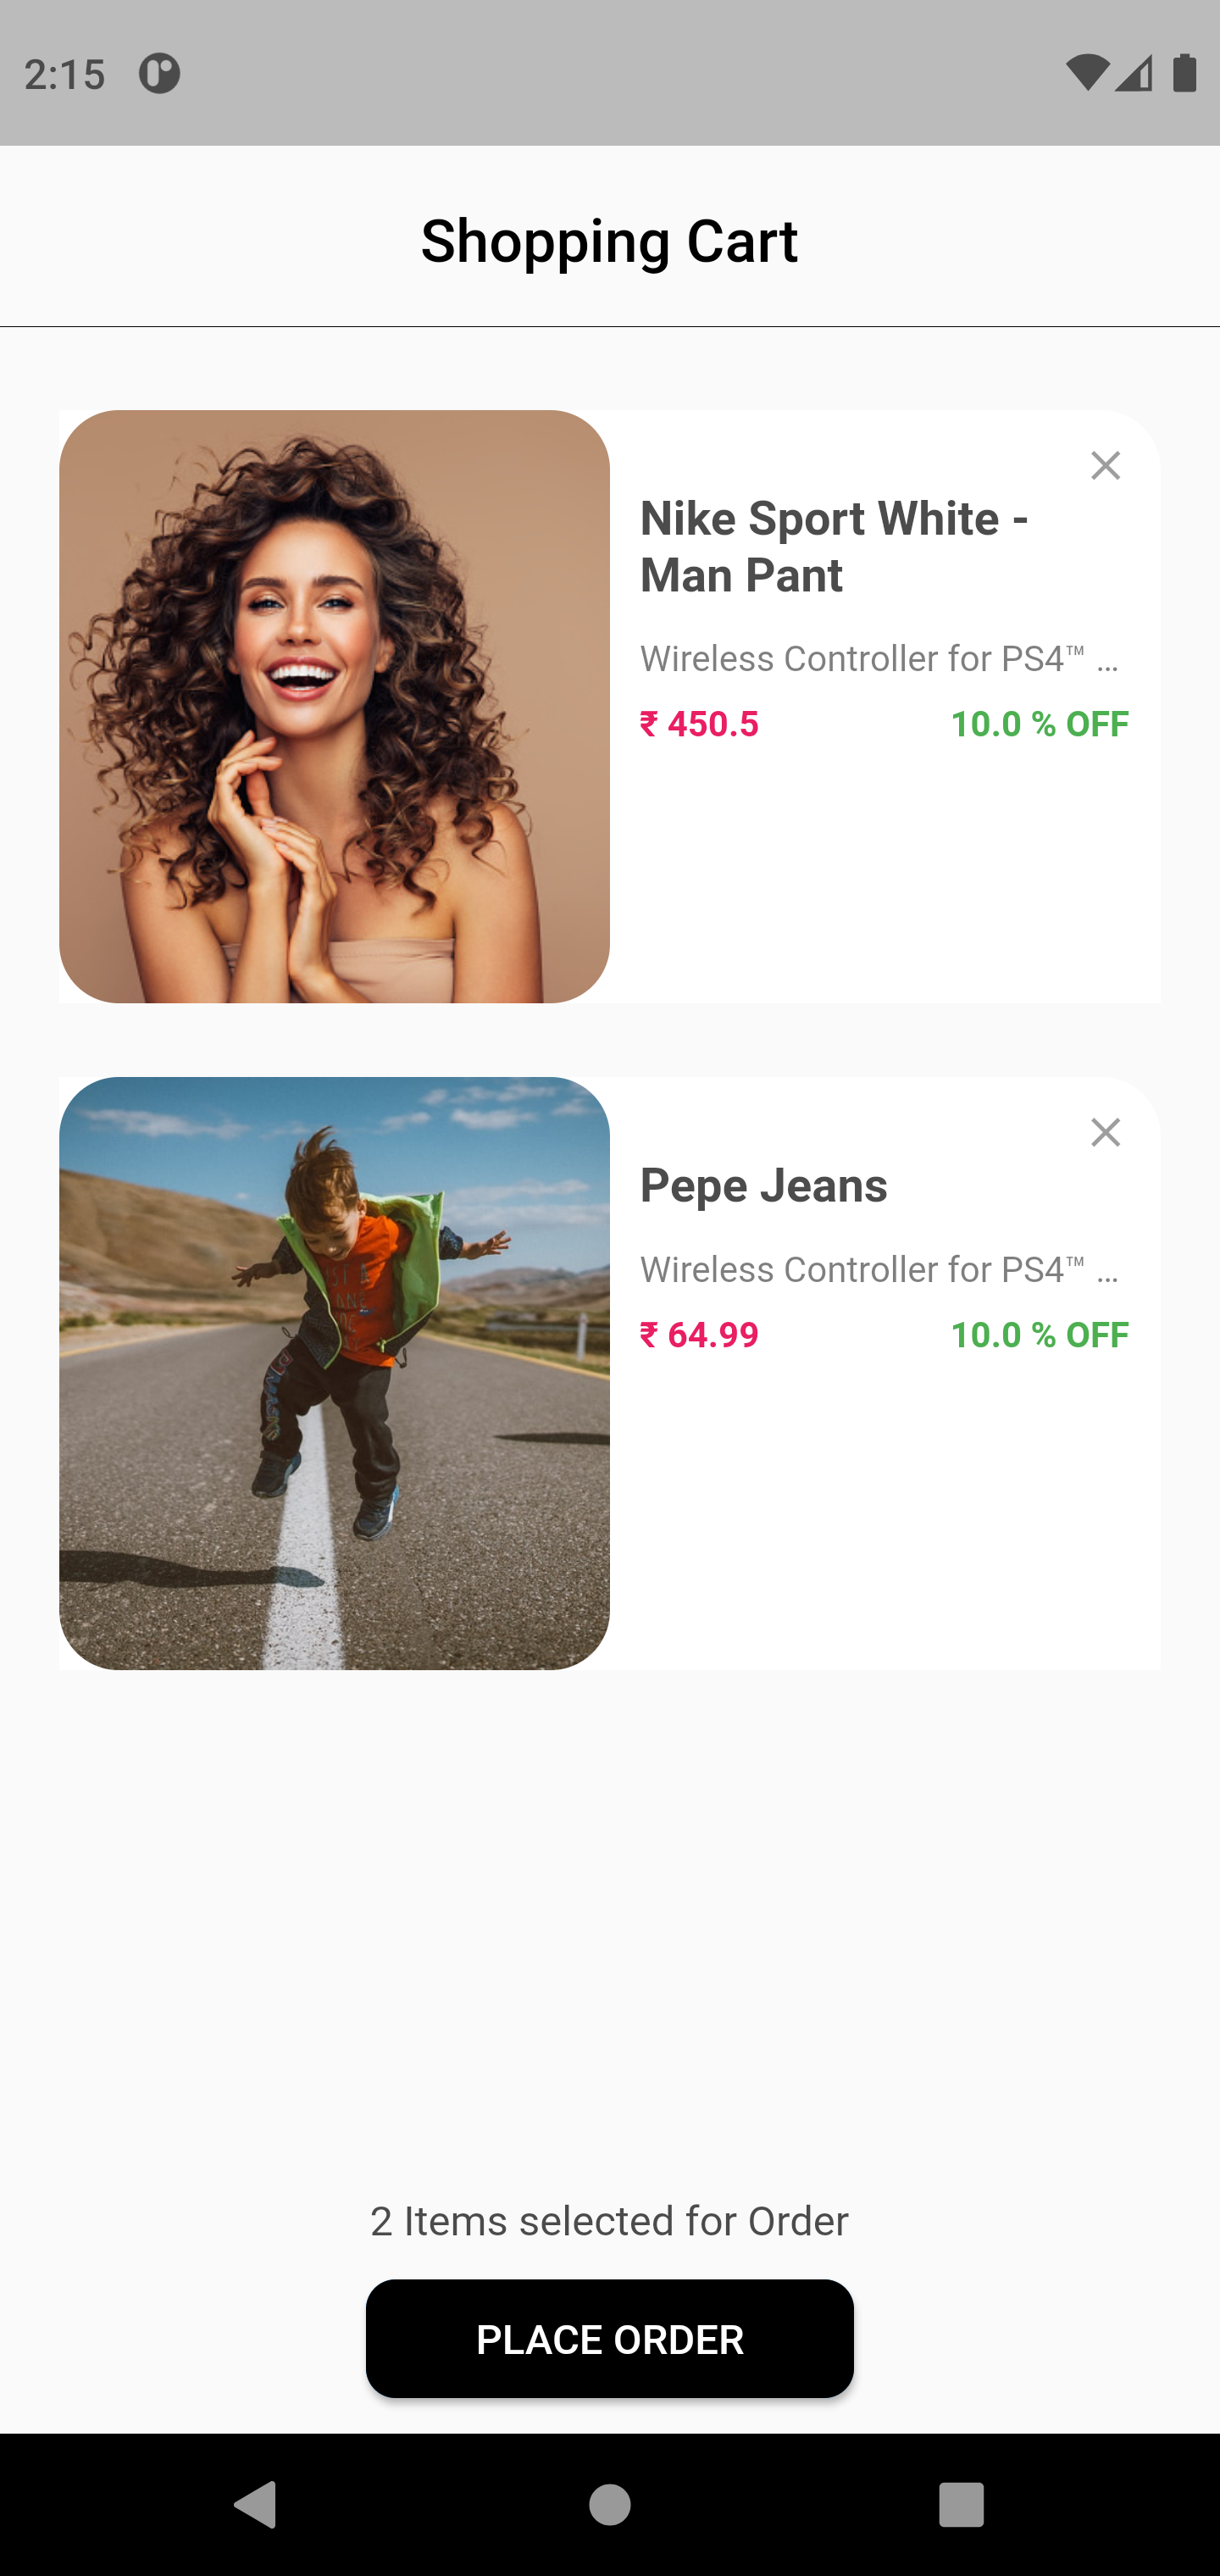 2:15
Shopping Cart
Nike Sport White -
Man Pant
Wireless Controller for PS4™ ...
₹ 450.5 10.0 % OFF
Pepe Jeans
Wireless Controller for PS4™ ...
₹ 64.99 10.0 % OFF
2 Items selected for Order
PLACE ORDER